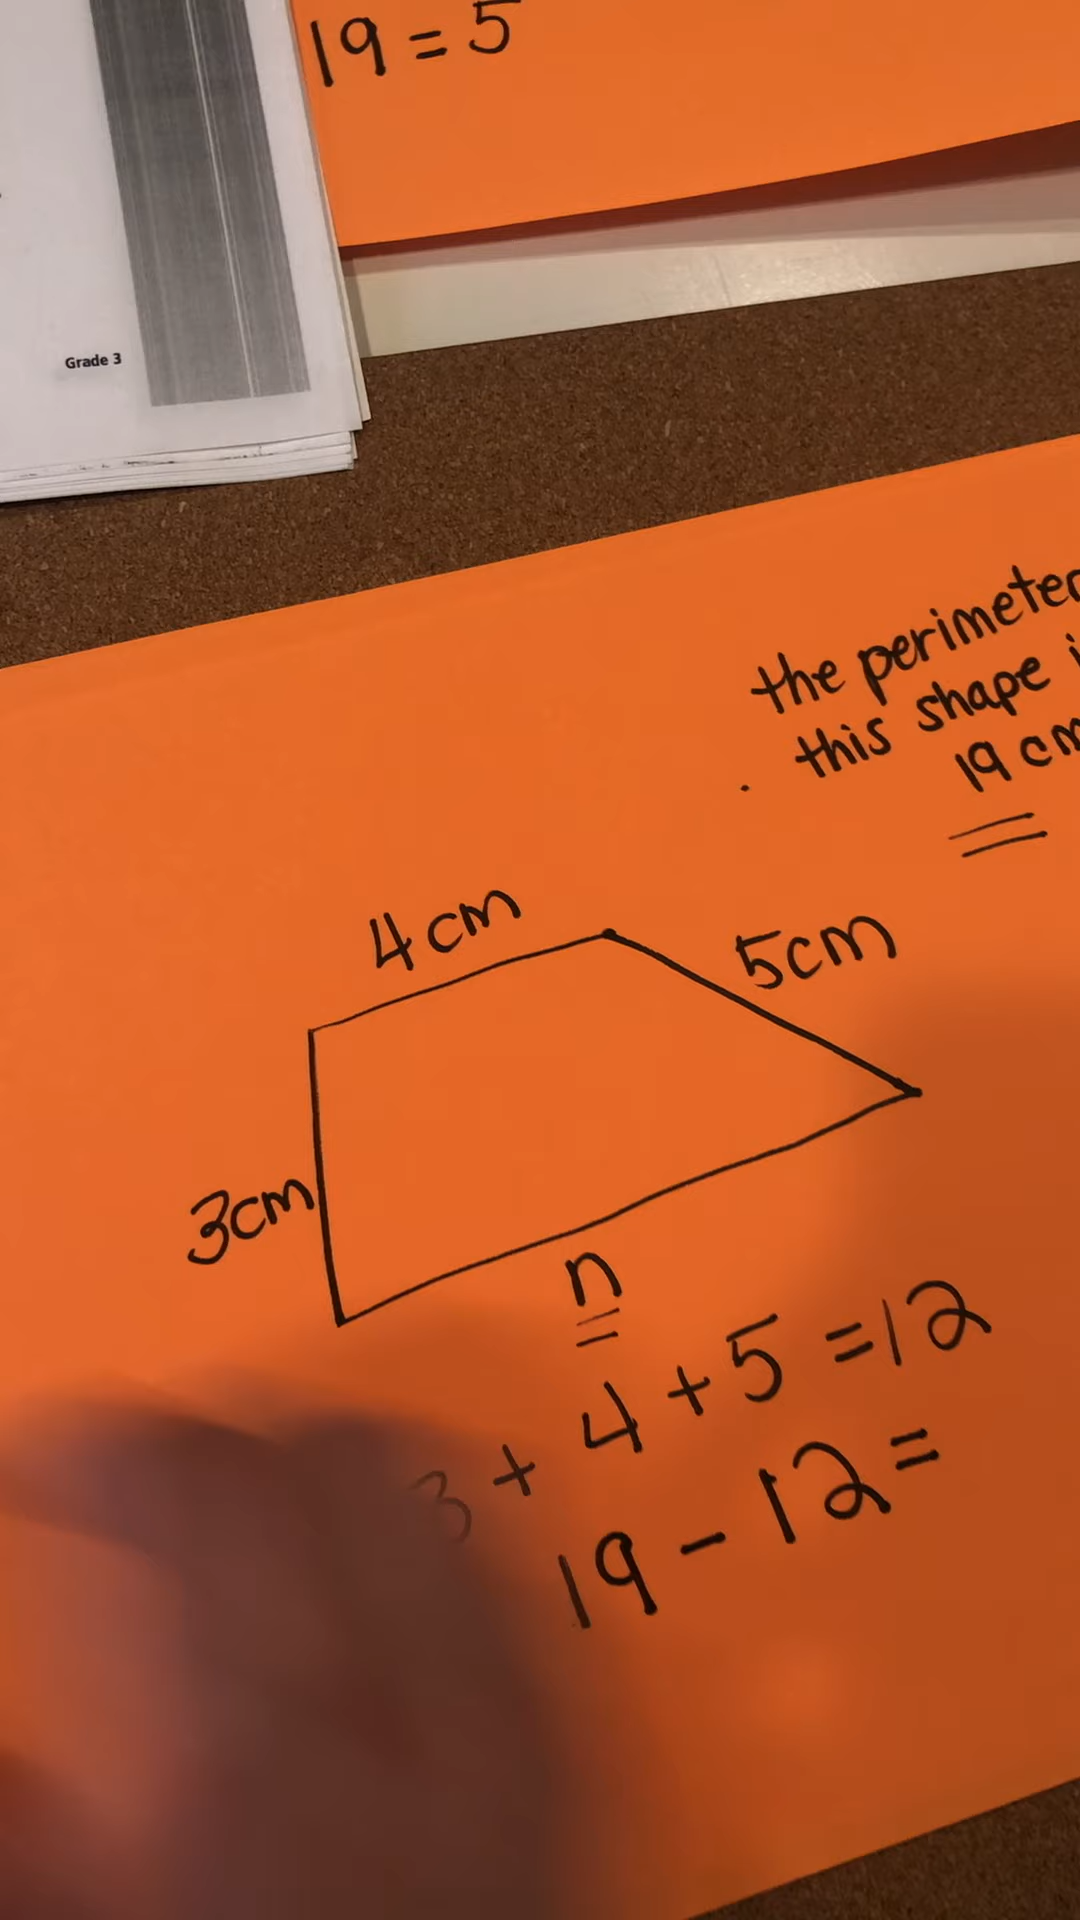 19 = 5
Grade 3
the perimeter
this shape i
19 cm
4 cm
5cm
3cm
n
3 + 4 + 5 = 12
19 - 12 =